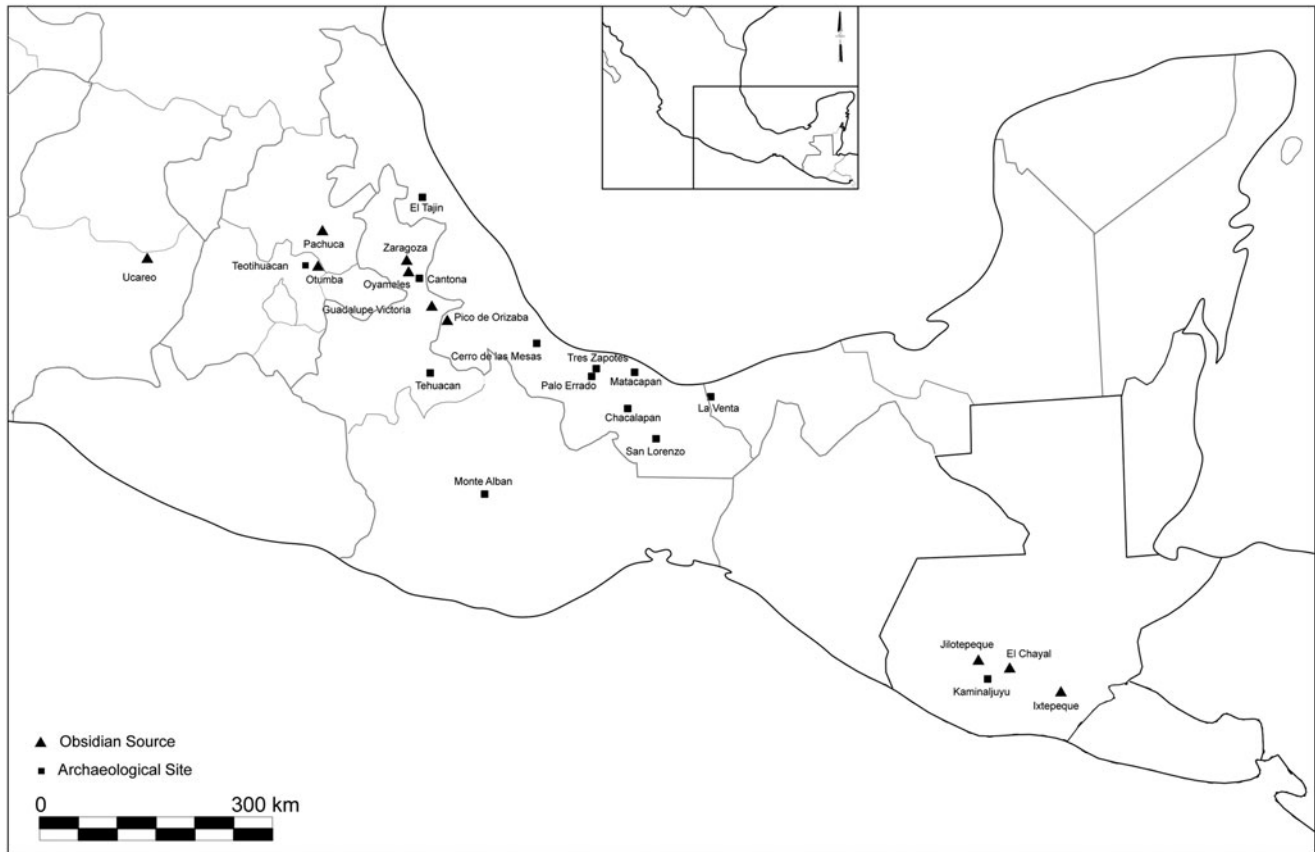 El Tajin
Pachuca
Zaragoza
Ucareo
Teotihuacan
Otumba
Oyameles
Cantona
Guadalupe Victoria
Pico de Orizaba
Cerro de las Mesas
Tres Zapotes
Tehuacan
Palo Errado
Matacapan
La Venta
Chacalapan
San Lorenzo
Monte Alban
Jilotepeque
El Chayal
Kaminaljuyu
Ixtepeque
Obsidian Source
Archaeological Site
0 300 km